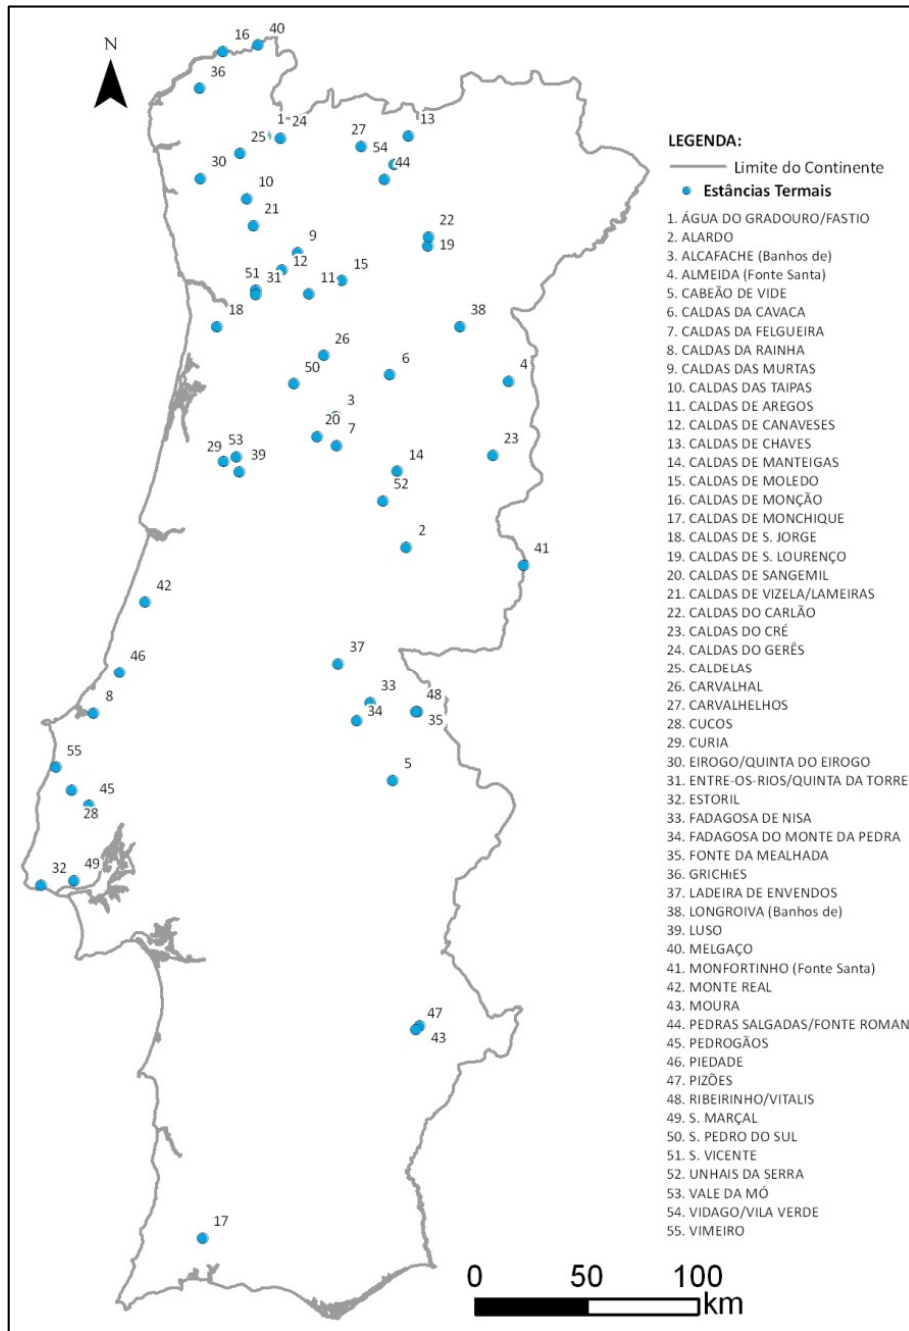 16
40
N
36
1
24
25
27
13
54
44
30
10
21
22
19
9
12
51
31
11
15
18
38
26
6
4
50
3
20
7
29
53
39
14
23
52
2
41
42
46
37
8
33
48
34
35
55
5
45
28
32
49
47
43
17
LEGENDA:
Limite do Continente
Estâncias Termais
1. ÁGUA DO GRADOURO/FASTIO
2. ALARDO
3. ALCAFACHE (Banhos de)
4. ALMEIDA (Fonte Santa)
5. CABEÃO DE VIDE
6. CALDAS DA CAVACA
7. CALDAS DA FELGUEIRA
8. CALDAS DA RAINHA
9. CALDAS DAS MURTAS
10. CALDAS DAS TAIPAS
11. CALDAS DE AREGOS
12. CALDAS DE CANAVESES
13. CALDAS DE CHAVES
14. CALDAS DE MANTEIGAS
15. CALDAS DE MOLEDO
16. CALDAS DE MONÇÃO
17. CALDAS DE MONCHIQUE
18. CALDAS DE S. JORGE
19. CALDAS DE S. LOURENÇO
20. CALDAS DE SANGEMIL
21. CALDAS DE VIZELA/LAMEIRAS
22. CALDAS DO CARLÃO
23. CALDAS DO CRÉ
24. CALDAS DO GERÊS
25. CALDELAS
26. CARVALHAL
27. CARVALHELHOS
28. CUCOS
29. CURIA
30. EIROGO/QUINTA DO EIROGO
31. ENTRE-OS-RIOS/QUINTA DA TORRE
32. ESTORIL
33. FADAGOSA DE NISA
34. FADAGOSA DO MONTE DA PEDRA
35. FONTE DA MEALHADA
36. GRICHıES
37. LADEIRA DE ENVENDOS
38. LONGROIVA (Banhos de)
39. LUSO
40. MELGAÇO
41. MONFORTINHO (Fonte Santa)
42. MONTE REAL
43. MOURA
44. PEDRAS SALGADAS/FONTE ROMAN
45. PEDROGÃOS
46. PIEDADE
47. PIZÕES
48. RIBEIRINHO/VITALIS
49. S. MARÇAL
50. S. PEDRO DO SUL
51. S. VICENTE
52. UNHAIS DA SERRA
53. VALE DA MÓ
54. VIDAGO/VILA VERDE
55. VIMEIRO
0 50 100
km